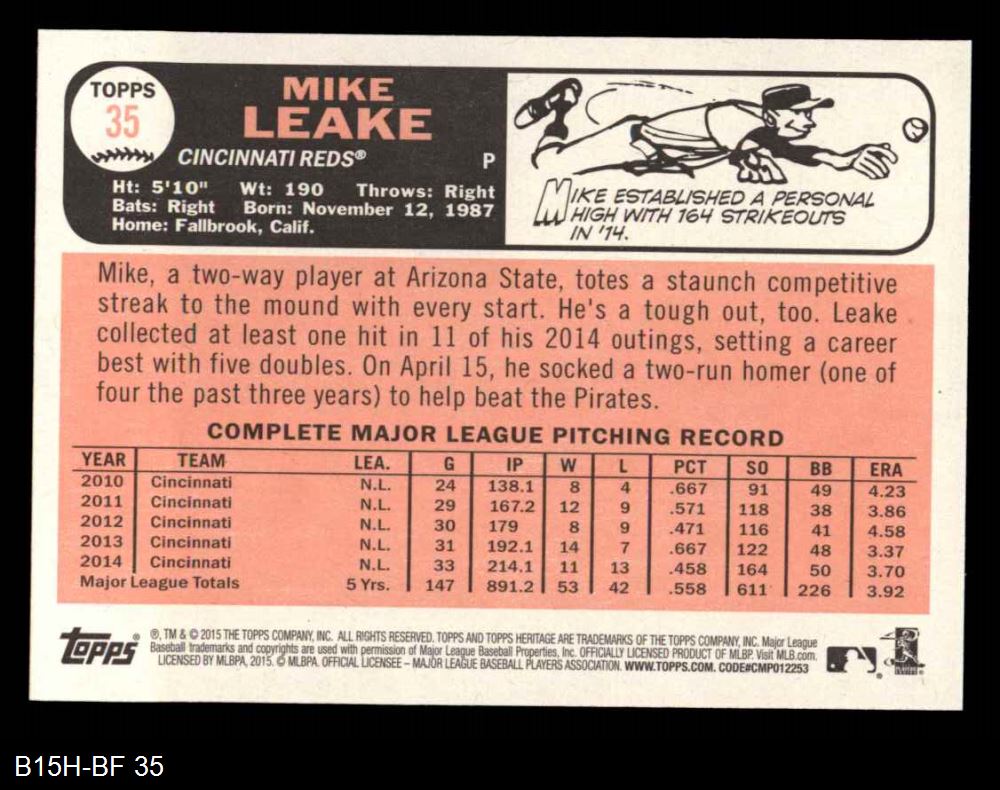 TOPPS
35
MIKE
LEAKE
CINCINNATI REDS® P
Ht: 5'10" Wt: 190 Throws: Right
Bats: Right Born: November 12, 1987
Home: Fallbrook, Calif.
MIKE ESTABLISHED A PERSONAL
HIGH WITH 164 STRIKEOUTS
IN '14.
Mike, a two-way player at Arizona State, totes a staunch competitive
streak to the mound with every start. He's a tough out, too. Leake
collected at least one hit in 11 of his 2014 outings, setting a career
best with five doubles. On April 15, he socked a two-run homer (one of
four the past three years) to help beat the Pirates.
COMPLETE MAJOR LEAGUE PITCHING RECORD
YEAR TEAM LEA. G IP W L PCT SO BB ERA
2010 Cincinnati N.L. 24 138.1 8 4 .667 91 49 4.23
2011 Cincinnati N.L. 29 167.2 12 9 .571 118 38 3.86
2012 Cincinnati N.L. 30 179 8 9 .471 116 41 4.58
2013 Cincinnati N.L. 31 192.1 14 7 .667 122 48 3.37
2014 Cincinnati N.L. 33 214.1 11 13 .458 164 50 3.70
Major League Totals 5 Yrs. 147 891.2 53 42 .558 611 226 3.92
topps®
®, TM & © 2015 THE TOPPS COMPANY, INC. ALL RIGHTS RESERVED. TOPPS AND TOPPS HERITAGE ARE TRADEMARKS OF THE TOPPS COMPANY, INC. Major League
Baseball trademarks and copyrights are used with permission of Major League Baseball Properties, Inc. OFFICIALLY LICENSED PRODUCT OF MLBP. Visit MLB.com.
LICENSED BY MLBPA, 2015. © MLBPA. OFFICIAL LICENSEE – MAJOR LEAGUE BASEBALL PLAYERS ASSOCIATION. WWW.TOPPS.COM. CODE#CMP012253
B15H-BF 35